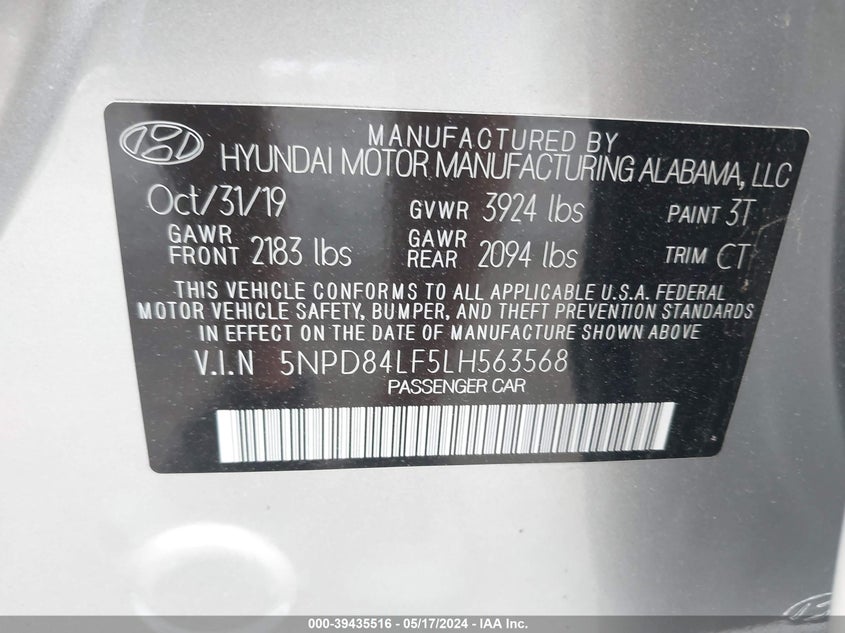 MANUFACTURED BY
HYUNDAI MOTOR MANUFACTURING ALABAMA, LLC
Oct/31/19 GVWR 3924 lbs PAINT 3T
GAWR FRONT 2183 lbs GAWR REAR 2094 lbs TRIM CT
THIS VEHICLE CONFORMS TO ALL APPLICABLE U.S.A. FEDERAL
MOTOR VEHICLE SAFETY, BUMPER, AND THEFT PREVENTION STANDARDS
IN EFFECT ON THE DATE OF MANUFACTURE SHOWN ABOVE
V.I.N 5NPD84LF5LH563568
PASSENGER CAR
000-39435516 - 05/17/2024 - IAA Inc.